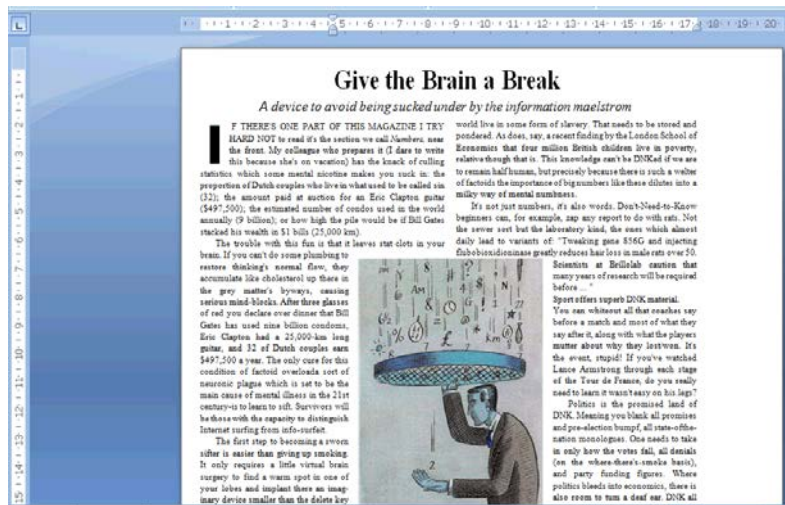 Give the Brain a Break
A device to avoid being sucked under by the information maelstrom
IF THERE'S ONE PART OF THIS MAGAZINE I TRY
HARD NOT to read it's the section we call Numbers, near
the front. My colleague who prepares it (I dare to write
this because she's on vacation) has the knack of culling
statistics which some mental nicotine makes you suck in: the
proportion of Dutch couples who live in what used to be called sin
(32); the amount paid at auction for an Eric Clapton guitar
($497,500); the estimated number of condos used in the world
annually (9 billion); or how high the pile would be if Bill Gates
stacked his wealth in $1 bills (25,000 km).
The trouble with this fun is that it leaves stat clots in your
brain. If you can't do some plumbing to
restore thinking's normal flow, they
accumulate like cholesterol up there in
the grey matter's byways, causing
serious mind-blocks. After three glasses
of red you declare over dinner that Bill
Gates has used nine billion condoms,
Eric Clapton had a 25,000-km long
guitar, and 32 of Dutch couples earn
$497,500 a year. The only cure for this
condition of factoid overloada sort of
neuronic plague which is set to be the
main cause of mental illness in the 21st
century-is to learn to sift. Survivors will
be those with the capacity to distinguish
Internet surfing from info-surfeit.
The first step to becoming a sworn
sifter is easier than giving up smoking.
It only requires a little virtual brain
surgery to find a warm spot in one of
your lobes and implant there an imag-
inary device smaller than the delete key
world live in some form of slavery. That needs to be stored and
pondered. As does, say, a recent finding by the London School of
Economics that four million British children live in poverty,
relative though that is. This knowledge can't be DNKed if we are
to remain half human, but precisely because there is such a welter
of factoids the importance of big numbers like these dilutes into a
milky way of mental numbness.
It's not just numbers, it's also words. Don't-Need-to-Know
beginners can, for example, zap any report to do with rats. Not
the sewer sort but the laboratory kind, the ones which almost
daily lead to variants of: "Tweaking gene 856G and injecting
flubobixidioninase greatly reduces hair loss in male rats over 50.
Scientists at Brillolab caution that
many years of research will be required
before ... "
Sport offers superb DNK material.
You can whiteout all that coaches say
before a match and most of what they
say after it, along with what the players
mutter about why they lost/won. It's
the event, stupid! If you've watched
Lance Armstrong through each stage
of the Tour de France, do you really
need to learn it wasn't easy on his legs?
Politics is the promised land of
DNK. Meaning you blank all promises
and pre-election bumpf, all state-ofthe-
nation monologues. One needs to take
in only how the votes fall, all denials
(on the where-there's-smoke basis),
and party funding figures. Where
politics bleeds into economics, there is
also room to turn a deaf ear. DNK all